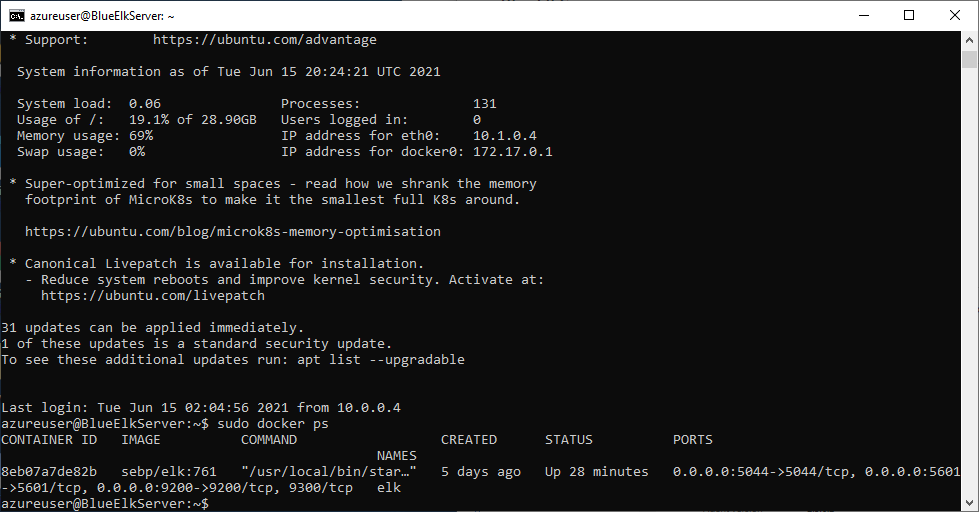 azureuser@BlueElkServer: ~
 * Support:        https://ubuntu.com/advantage
  System information as of Tue Jun 15 20:24:21 UTC 2021
  System load:  0.06               Processes:              131
  Usage of /:   19.1% of 28.90GB   Users logged in:        0
  Memory usage: 69%                IP address for eth0:    10.1.0.4
  Swap usage:   0%                 IP address for docker0: 172.17.0.1
 * Super-optimized for small spaces - read how we shrank the memory
   footprint of MicroK8s to make it the smallest full K8s around.
   https://ubuntu.com/blog/microk8s-memory-optimisation
 * Canonical Livepatch is available for installation.
   - Reduce system reboots and improve kernel security. Activate at:
     https://ubuntu.com/livepatch
31 updates can be applied immediately.
1 of these updates is a standard security update.
To see these additional updates run: apt list --upgradable
Last login: Tue Jun 15 02:04:56 2021 from 10.0.0.4
azureuser@BlueElkServer:~$ sudo docker ps
CONTAINER ID   IMAGE          COMMAND                  CREATED      STATUS          PORTS
                                               NAMES
8eb07a7de82b   sebp/elk:761   "/usr/local/bin/star…"   5 days ago   Up 28 minutes   0.0.0.0:5044->5044/tcp, 0.0.0.0:5601
->5601/tcp, 0.0.0.0:9200->9200/tcp, 9300/tcp   elk
azureuser@BlueElkServer:~$